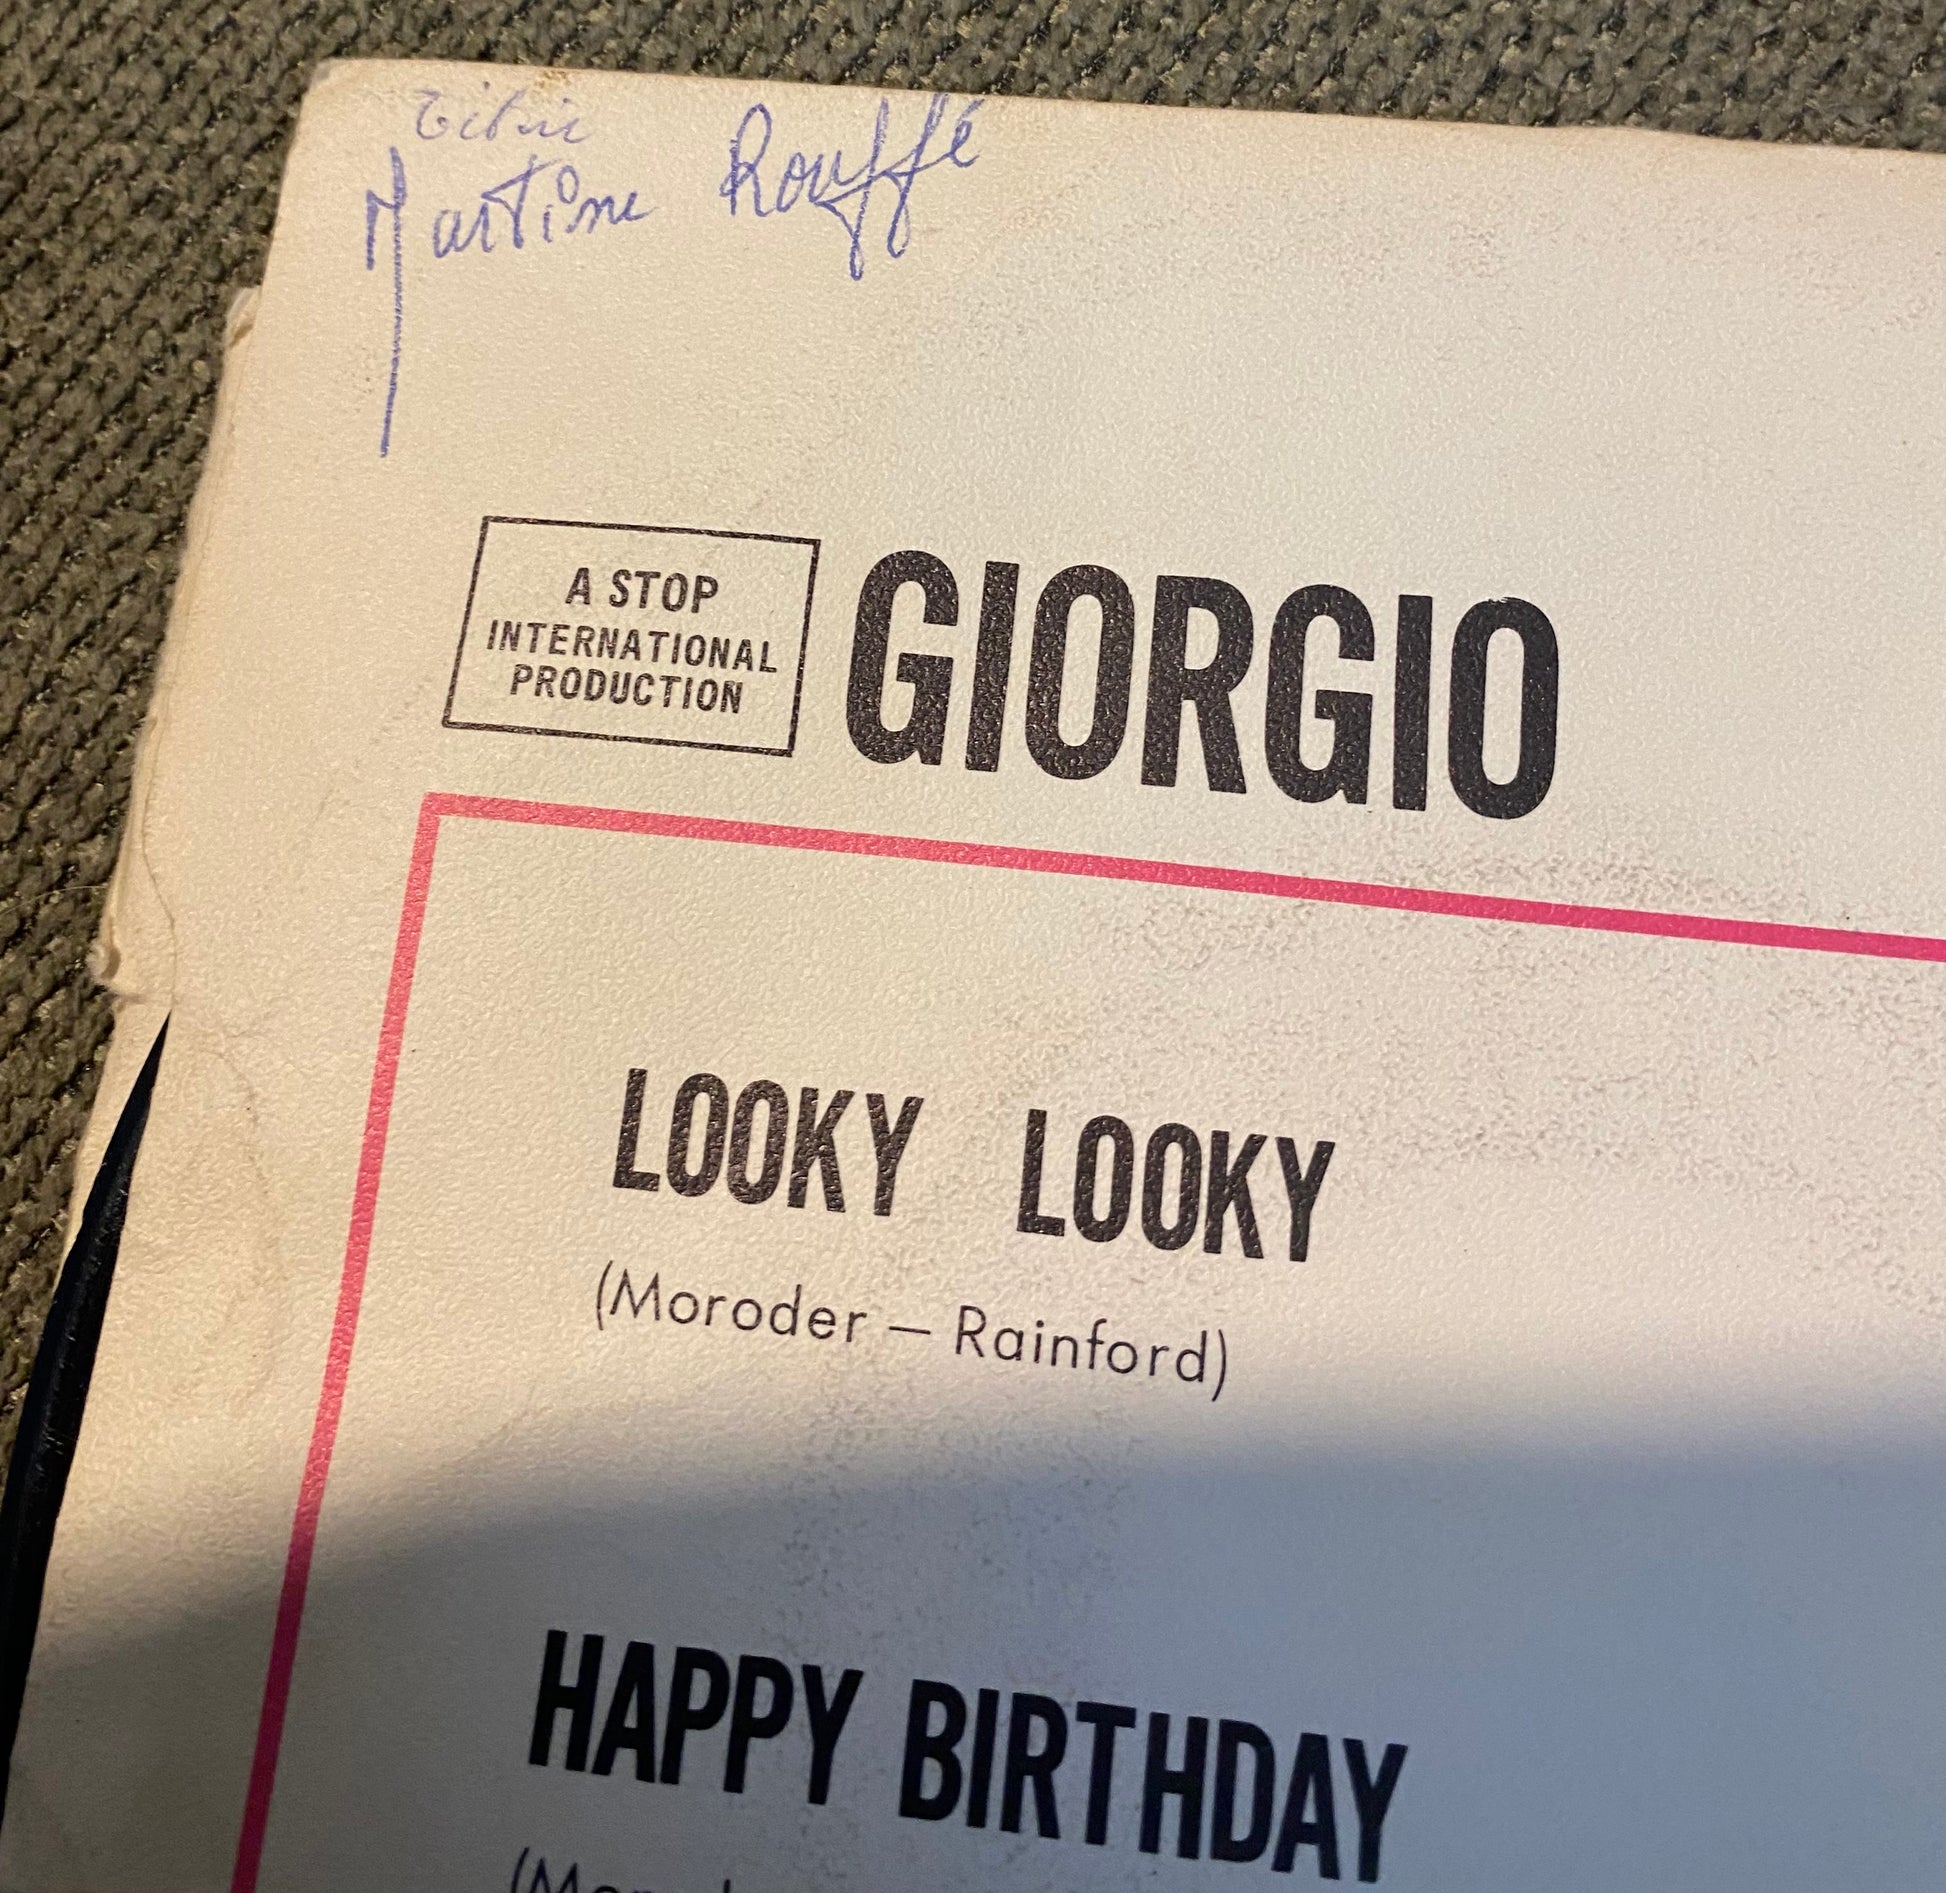 Martine Rouffé
A STOP
INTERNATIONAL
PRODUCTION
GIORGIO
LOOKY LOOKY
(Moroder – Rainford)
HAPPY BIRTHDAY